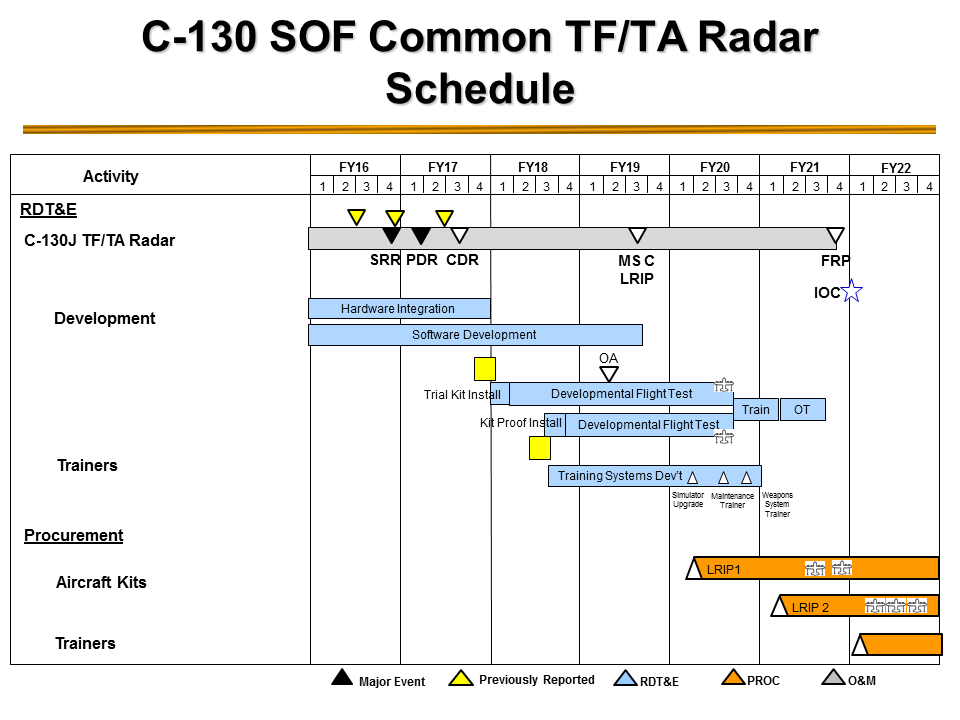 C-130 SOF Common TF/TA Radar
Schedule
Activity
FY16 FY17 FY18 FY19 FY20 FY21 FY22
1 2 3 4 1 2 3 4 1 2 3 4 1 2 3 4 1 2 3 4 1 2 3 4 1 2 3 4
RDT&E
C-130J TF/TA Radar
SRR PDR CDR
MS C
LRIP
FRP
IOC
Development
Hardware Integration
Software Development
OA
Trial Kit Install
Developmental Flight Test
Train
OT
Kit Proof Install
Developmental Flight Test
Trainers
Training Systems Dev't
Simulator
Upgrade
Maintenance
Trainer
Weapons
System
Trainer
Procurement
Aircraft Kits
LRIP1
LRIP 2
Trainers
Major Event
Previously Reported
RDT&E
PROC
O&M